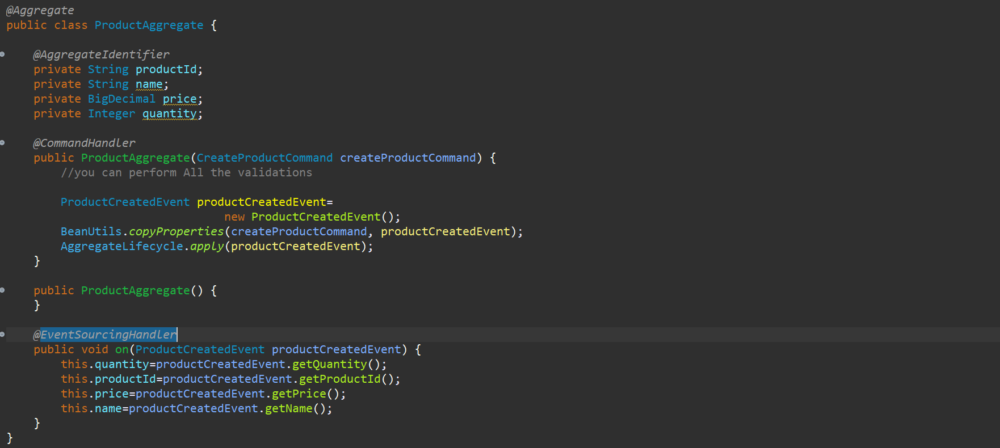 @Aggregate
public class ProductAggregate {
@AggregateIdentifier
private String productId;
private String name;
private BigDecimal price;
private Integer quantity;
@CommandHandler
public ProductAggregate(CreateProductCommand createProductCommand) {
//you can perform All the validations
ProductCreatedEvent productCreatedEvent=
new ProductCreatedEvent();
BeanUtils.copyProperties(createProductCommand, productCreatedEvent);
AggregateLifecycle.apply(productCreatedEvent);
}
public ProductAggregate() {
}
@EventSourcingHandler
public void on(ProductCreatedEvent productCreatedEvent) {
this.quantity=productCreatedEvent.getQuantity();
this.productId=productCreatedEvent.getProductId();
this.price=productCreatedEvent.getPrice();
this.name=productCreatedEvent.getName();
}
}